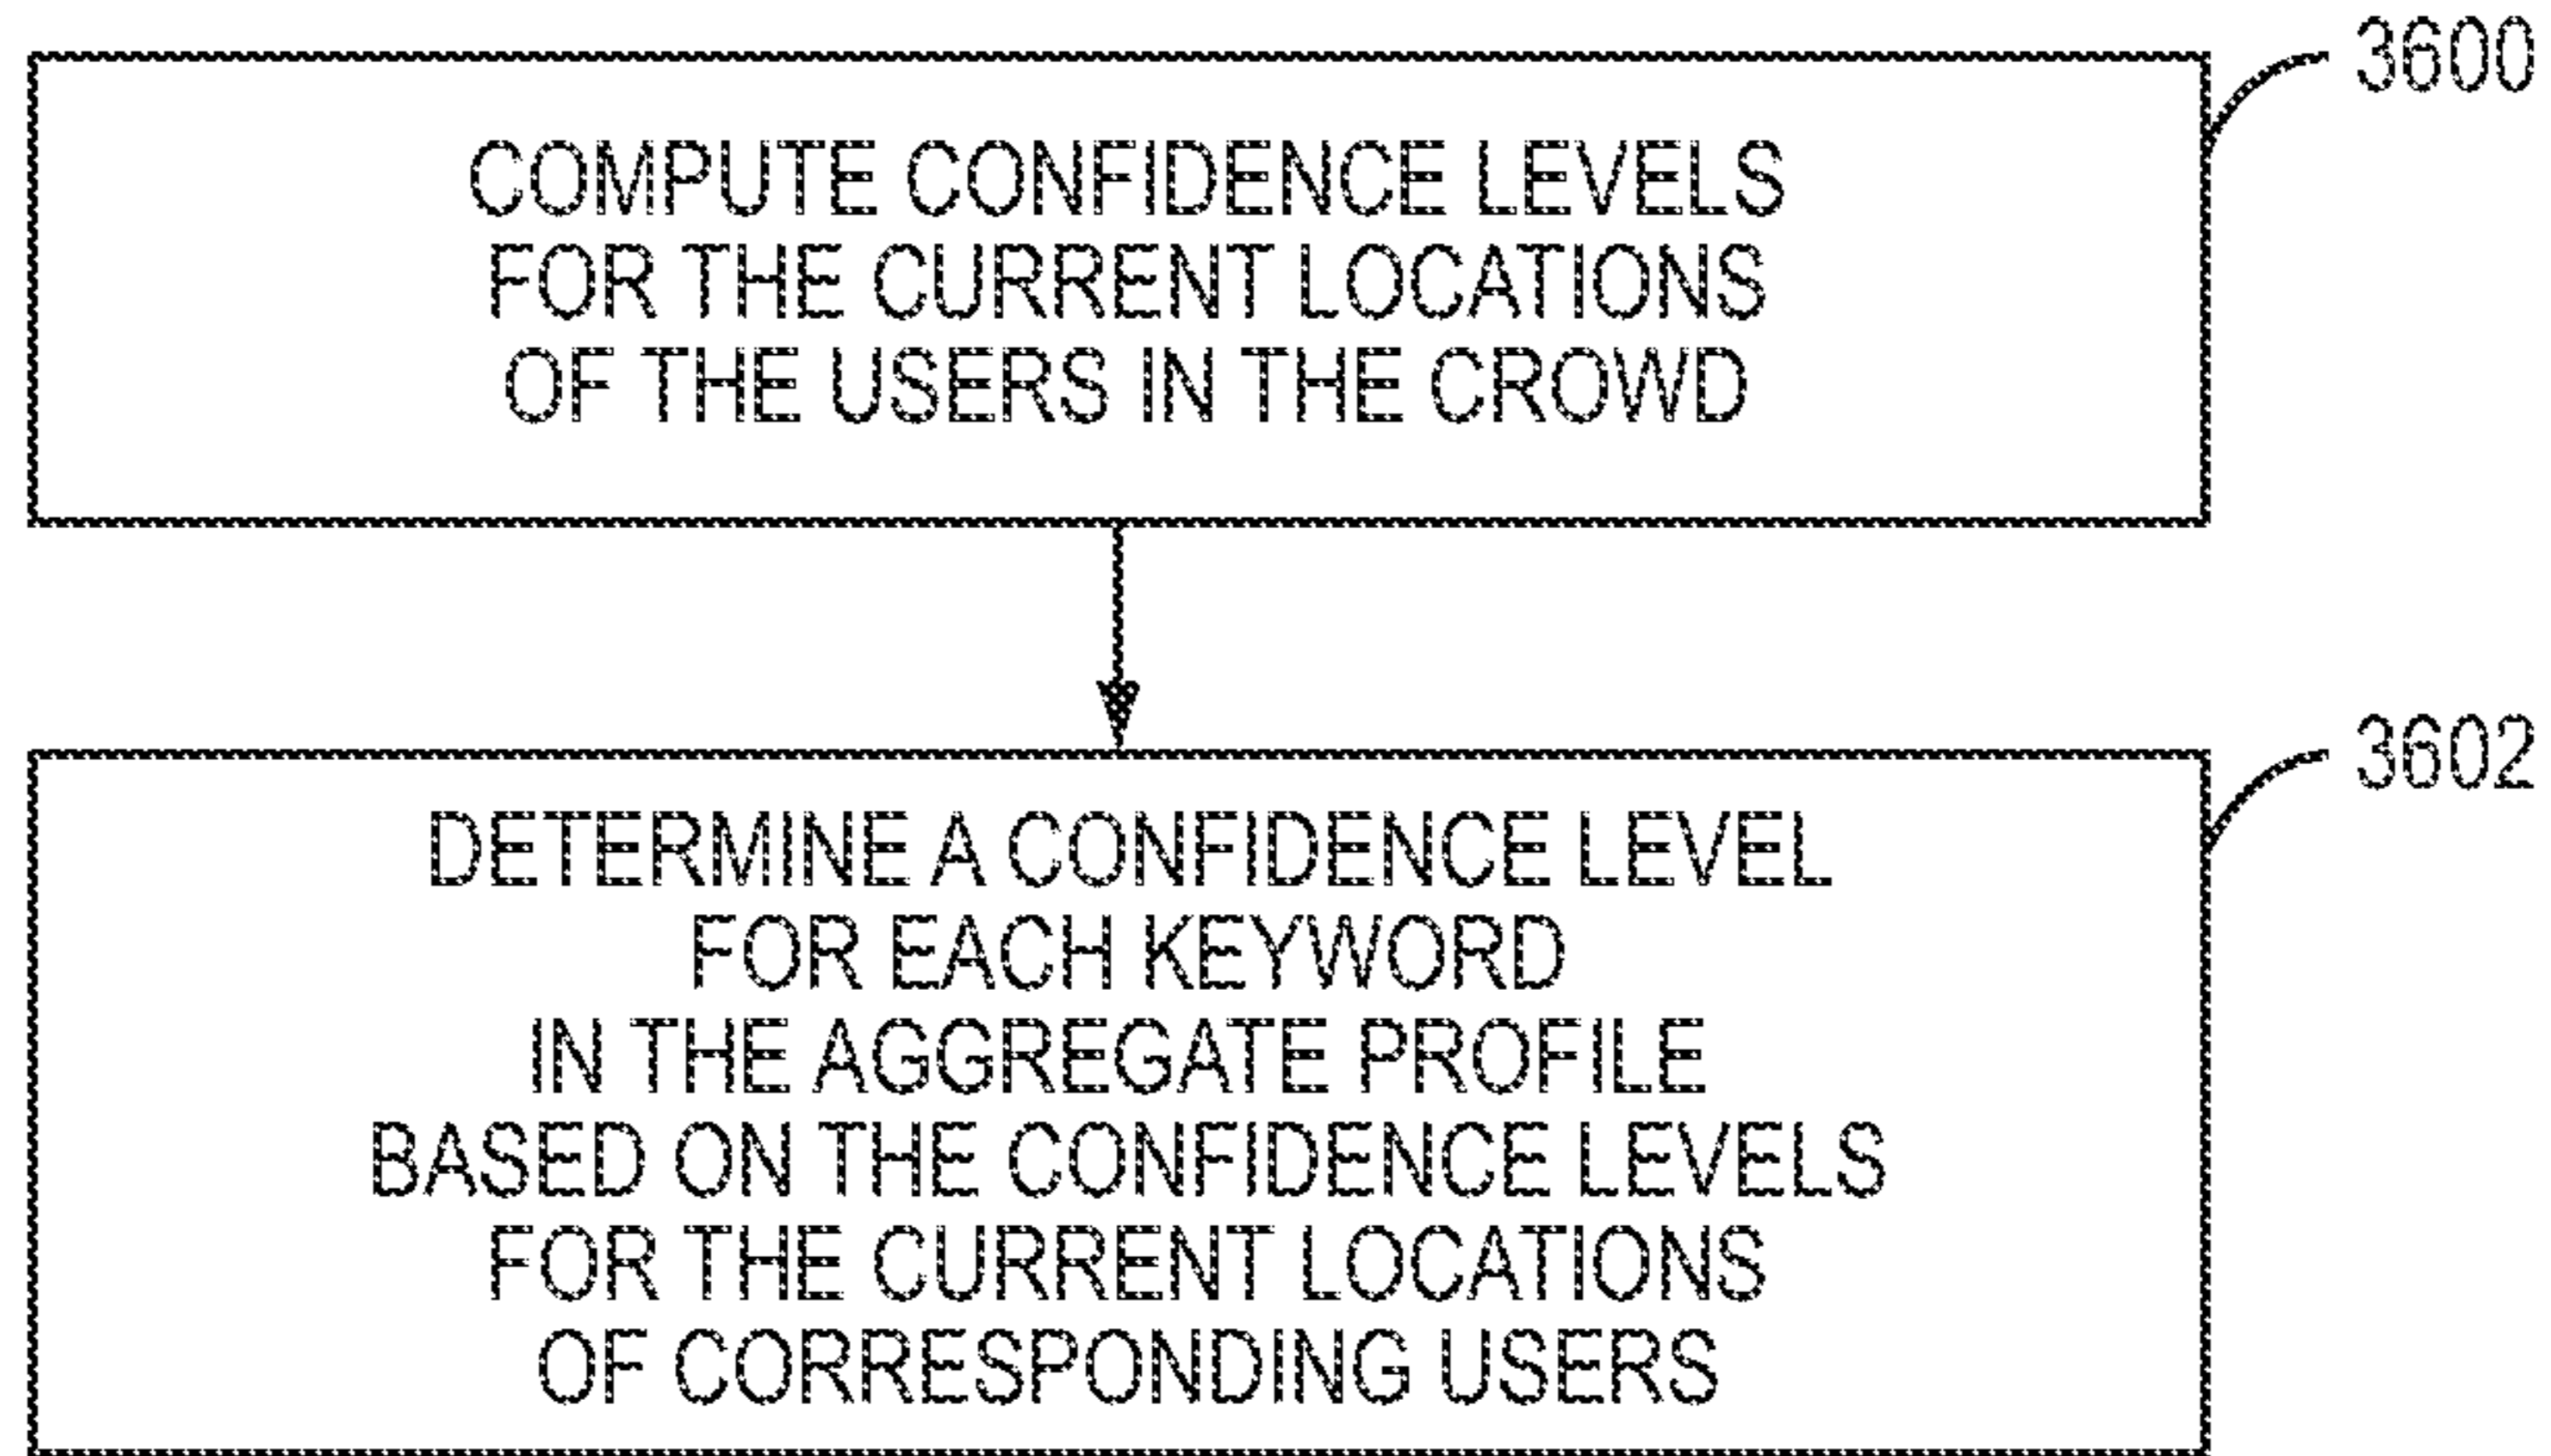 3600
COMPUTE CONFIDENCE LEVELS
FOR THE CURRENT LOCATIONS
OF THE USERS IN THE CROWD
3602
DETERMINE A CONFIDENCE LEVEL
FOR EACH KEYWORD
IN THE AGGREGATE PROFILE
BASED ON THE CONFIDENCE LEVELS
FOR THE CURRENT LOCATIONS
OF CORRESPONDING USERS